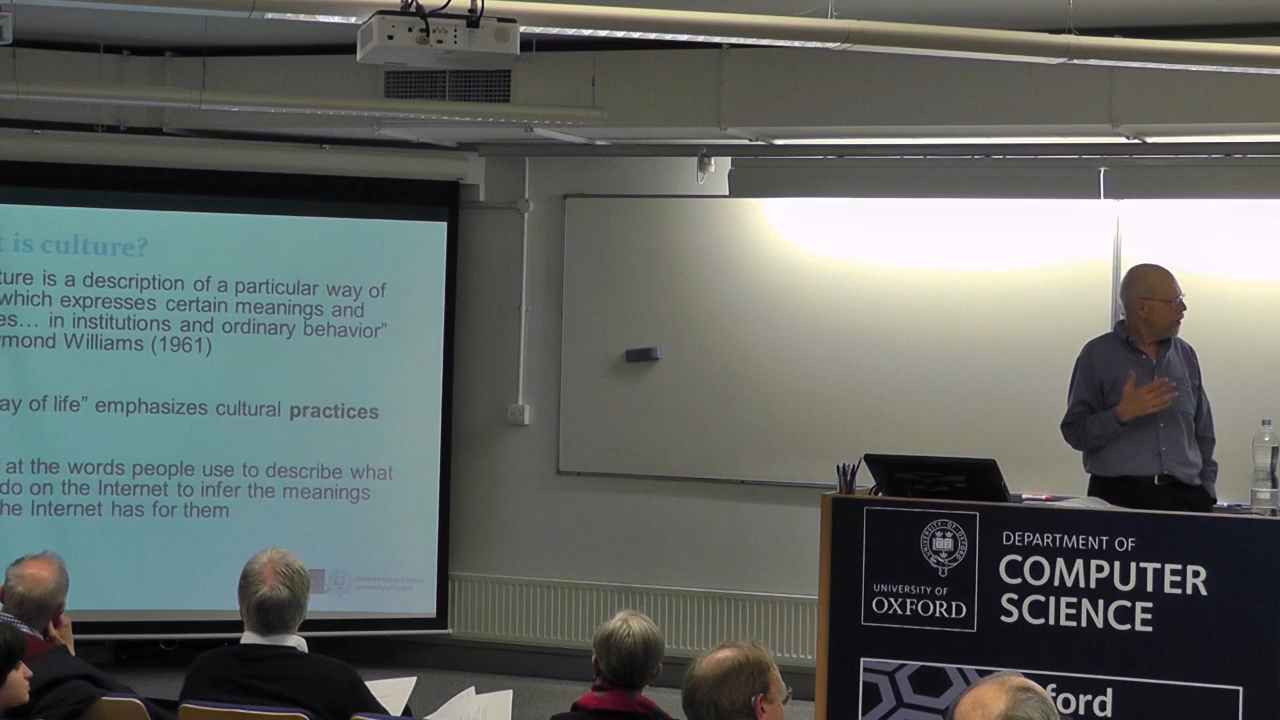 t is culture?
ture is a description of a particular way of
which expresses certain meanings and
es... in institutions and ordinary behavior”
ymond Williams (1961)
ay of life” emphasizes cultural practices
at the words people use to describe what
do on the Internet to infer the meanings
he Internet has for them
UNIVERSITY OF
OXFORD
DEPARTMENT OF
COMPUTER
SCIENCE
ford